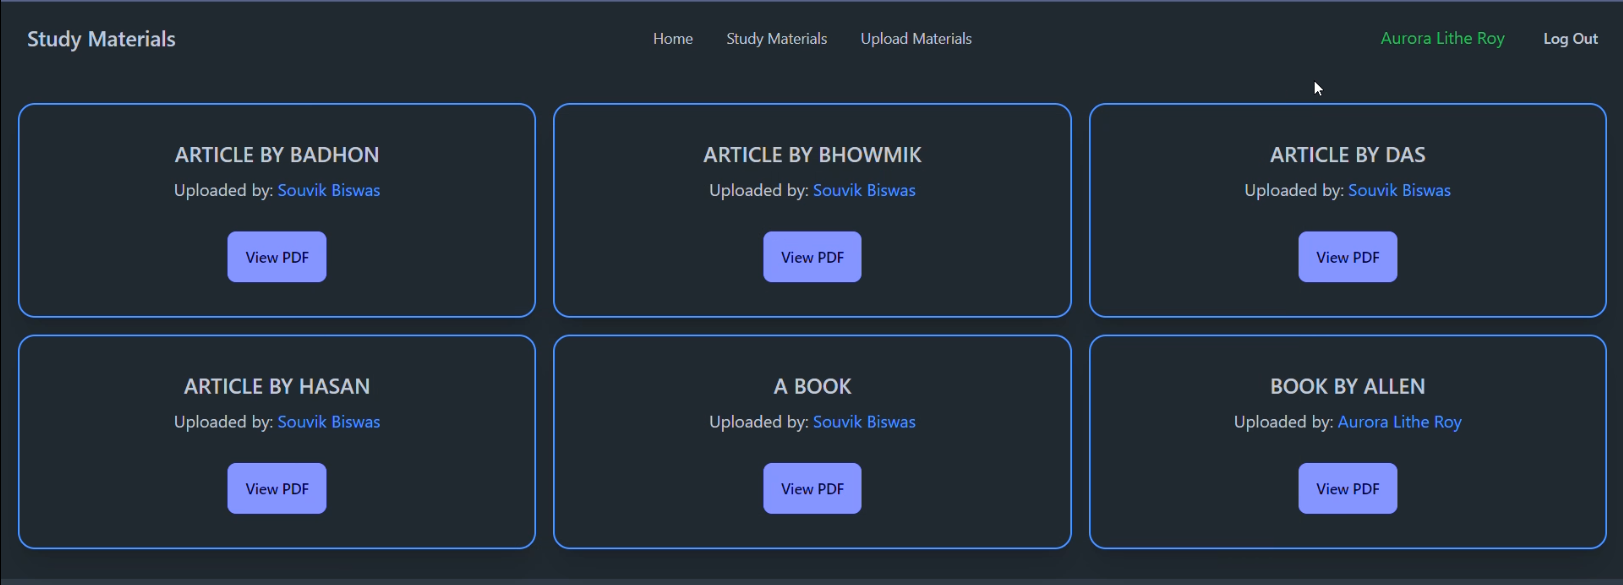 Study Materials
Home
Study Materials
Upload Materials
Aurora Lithe Roy
Log Out
ARTICLE BY BADHON
Uploaded by: Souvik Biswas
View PDF
ARTICLE BY BHOWMIK
Uploaded by: Souvik Biswas
View PDF
ARTICLE BY DAS
Uploaded by: Souvik Biswas
View PDF
ARTICLE BY HASAN
Uploaded by: Souvik Biswas
View PDF
A BOOK
Uploaded by: Souvik Biswas
View PDF
BOOK BY ALLEN
Uploaded by: Aurora Lithe Roy
View PDF